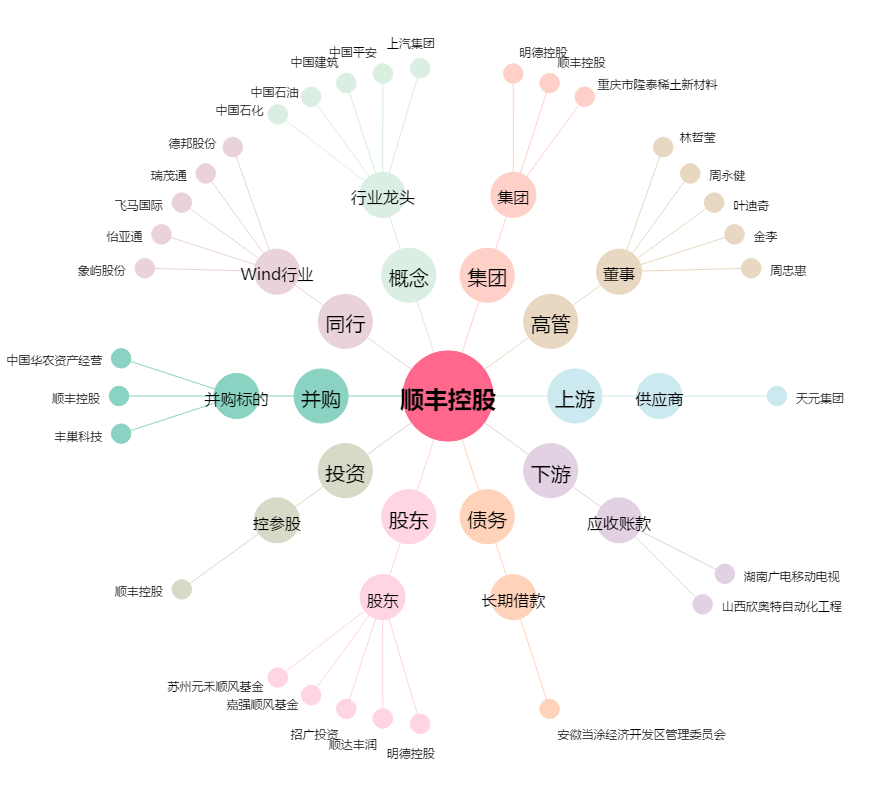 上汽集团
中国平安
中国建筑
中国石油
中国石化
明德控股
顺丰控股
重庆市隆泰稀土新材料
德邦股份
瑞茂通
飞马国际
怡亚通
象屿股份
行业龙头
集团
林哲莹
周永健
叶迪奇
金李
周忠惠
Wind行业
概念
集团
董事
同行
高管
中国华农资产经营
顺丰控股
丰巢科技
并购标的
并购
顺丰控股
上游
供应商
天元集团
投资
下游
控参股
股东
债务
应收账款
顺丰控股
股东
长期借款
湖南广电移动电视
山西欣奥特自动化工程
苏州元禾顺风基金
嘉强顺风基金
招广投资
顺达丰润
明德控股
安徽当涂经济开发区管理委员会